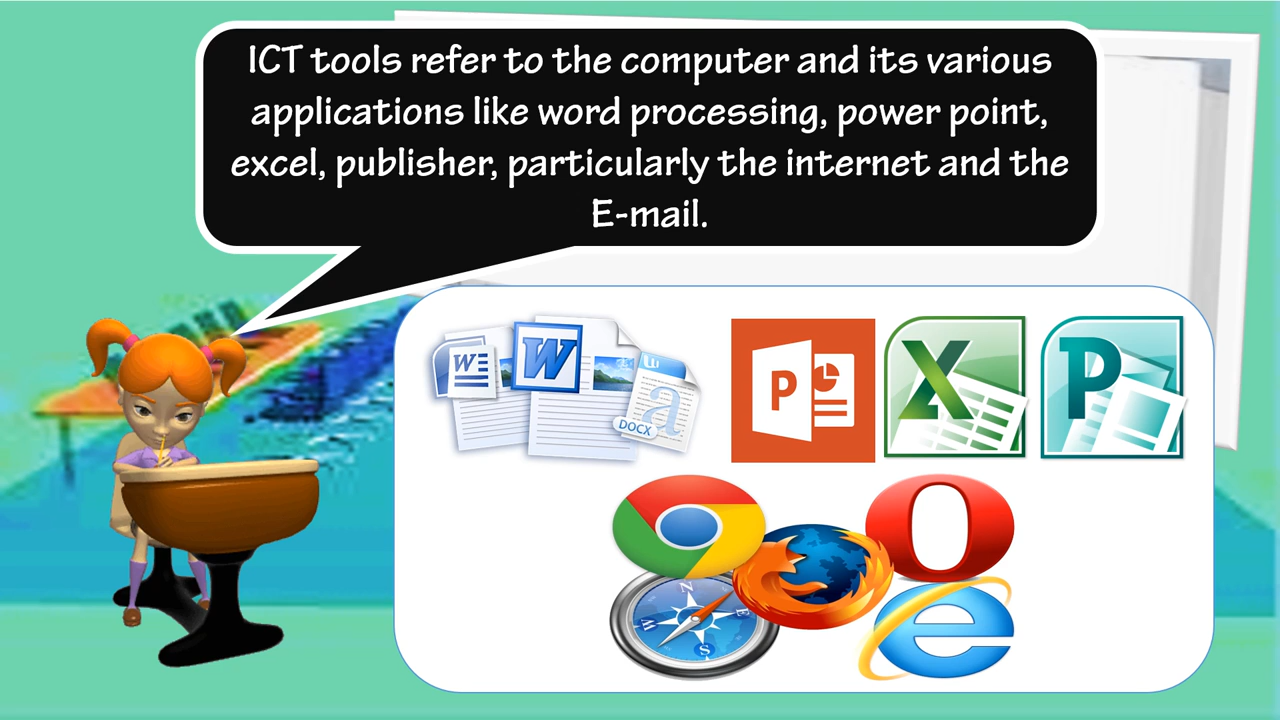 ICT tools refer to the computer and its various
applications like word processing, power point,
excel, publisher, particularly the internet and the
E-mail.
W
W
W
a
DOCX
P
X
P
N
W
E
S